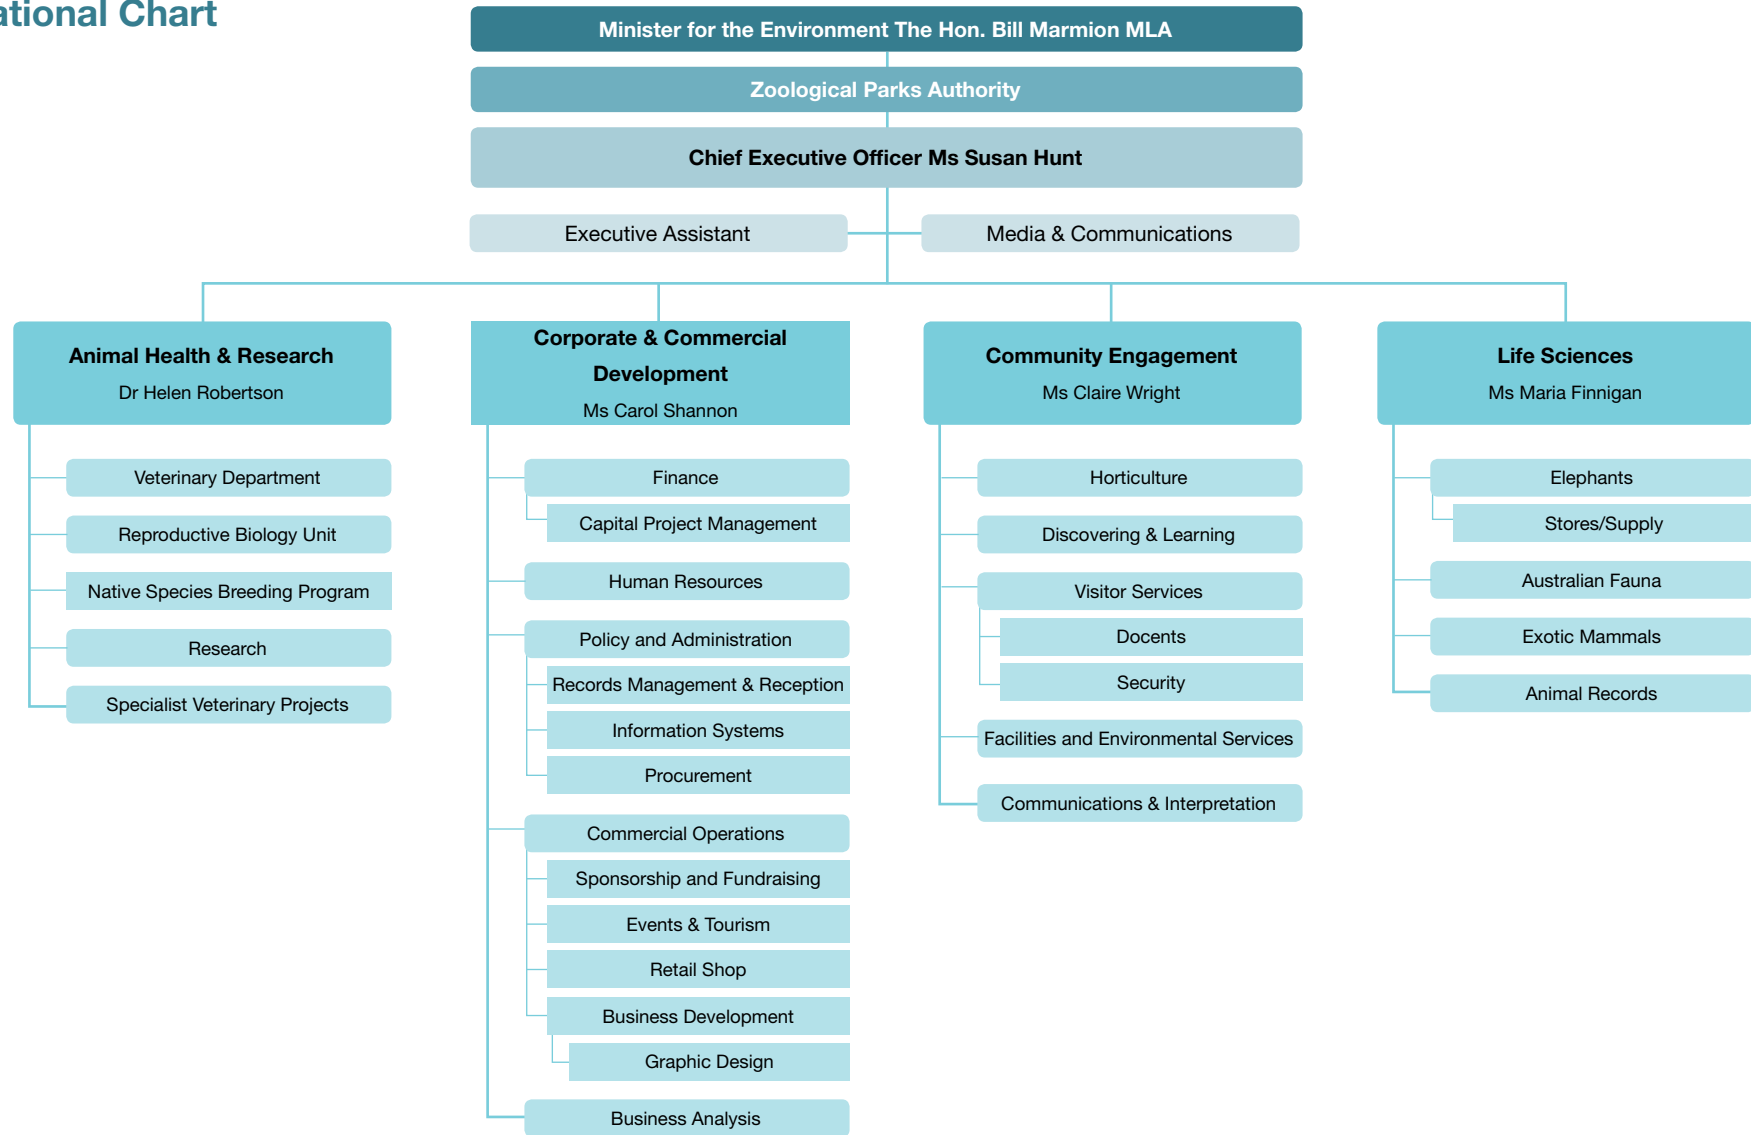 ational Chart
Minister for the Environment The Hon. Bill Marmion MLA
Zoological Parks Authority
Chief Executive Officer Ms Susan Hunt
Executive Assistant
Media & Communications
Animal Health & Research
Dr Helen Robertson
Veterinary Department
Reproductive Biology Unit
Native Species Breeding Program
Research
Specialist Veterinary Projects
Corporate & Commercial
Development
Ms Carol Shannon
Finance
Capital Project Management
Human Resources
Policy and Administration
Records Management & Reception
Information Systems
Procurement
Commercial Operations
Sponsorship and Fundraising
Events & Tourism
Retail Shop
Business Development
Graphic Design
Business Analysis
Community Engagement
Ms Claire Wright
Horticulture
Discovering & Learning
Visitor Services
Docents
Security
Facilities and Environmental Services
Communications & Interpretation
Life Sciences
Ms Maria Finnigan
Elephants
Stores/Supply
Australian Fauna
Exotic Mammals
Animal Records